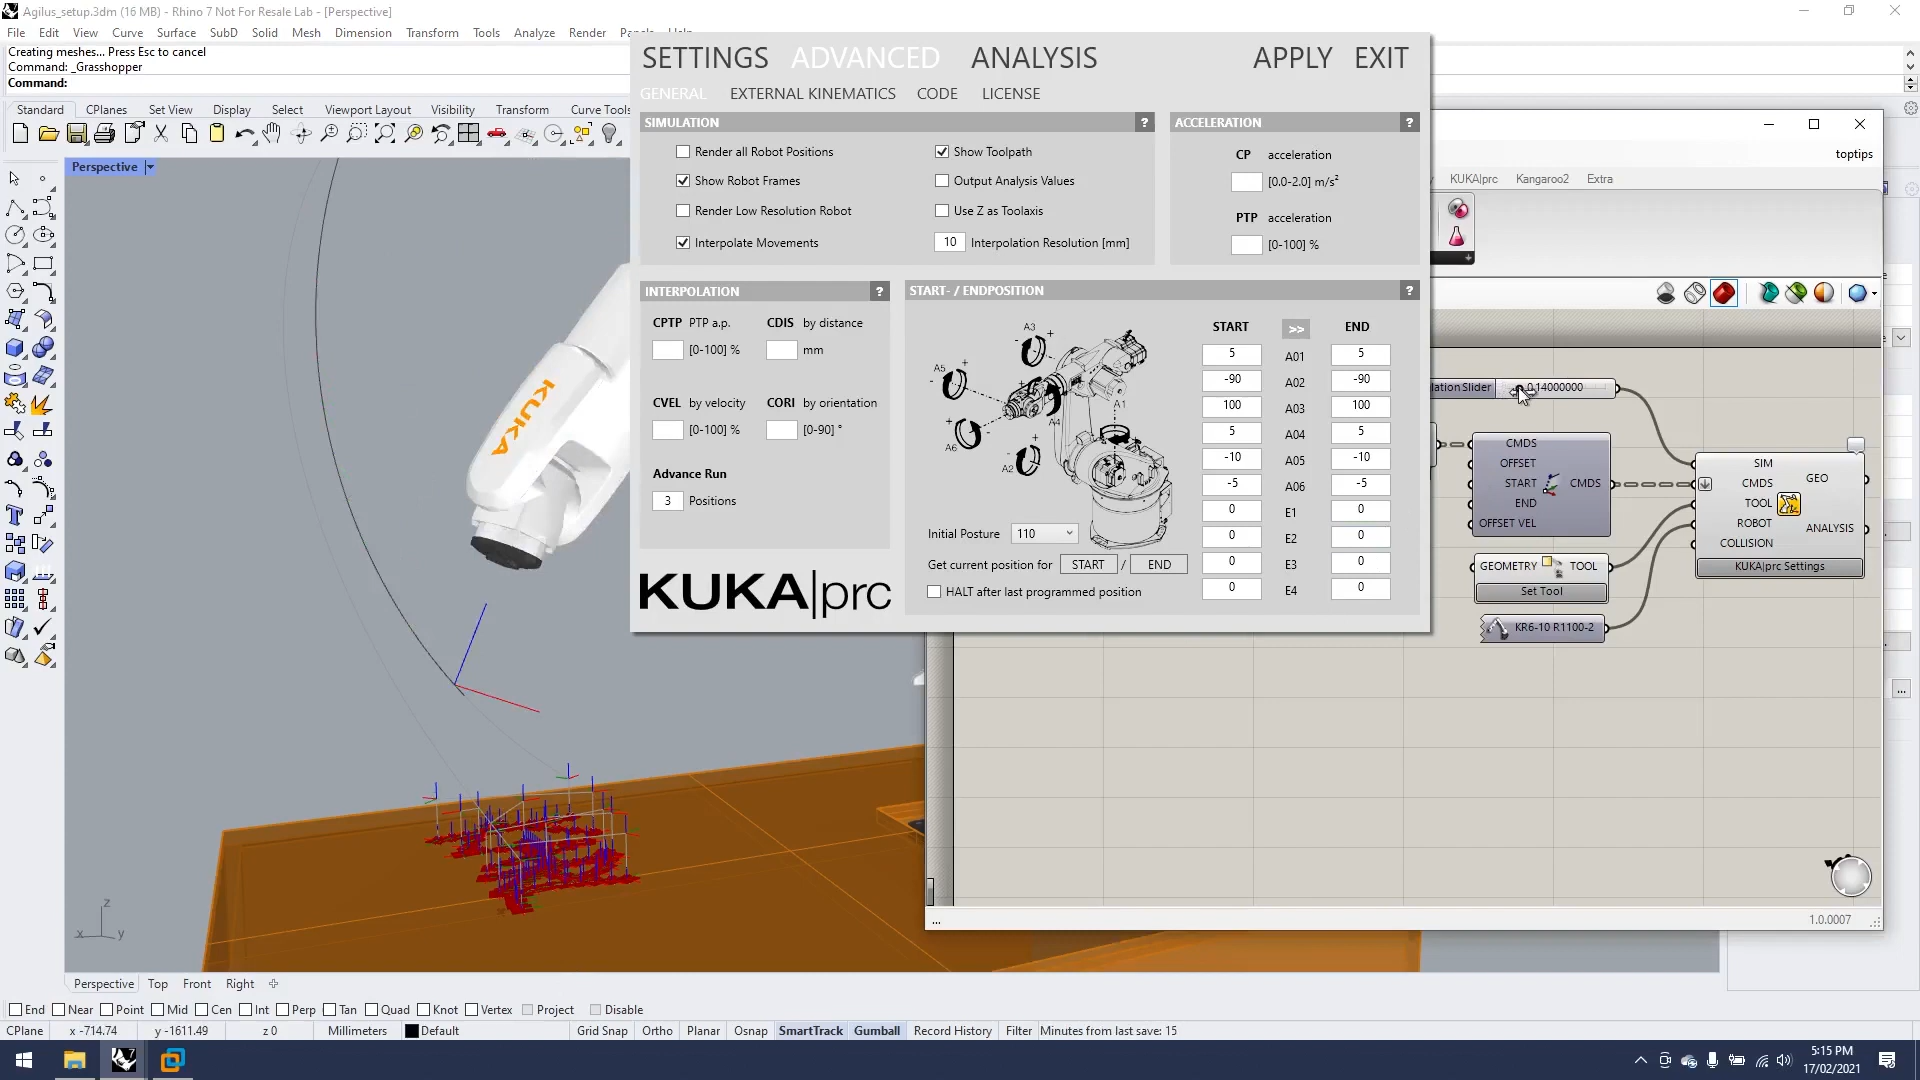 Agilus_setup.3dm (16 MB) - Rhino 7 Not For Resale Lab - [Perspective]
File Edit View Curve Surface SubD Solid Mesh Dimension Transform Tools Analyze Render
Creating meshes... Press Esc to cancel
Command: _Grasshopper
Command:
Standard CPlanes Set View Display Select Viewport Layout Visibility Transform Curve Tools
Perspective
SETTINGS ADVANCED ANALYSIS APPLY EXIT
GENERAL EXTERNAL KINEMATICS CODE LICENSE
SIMULATION ?
Render all Robot Positions
Show Toolpath
Show Robot Frames
Output Analysis Values
Render Low Resolution Robot
Use Z as Toolaxis
Interpolate Movements
10 Interpolation Resolution [mm]
ACCELERATION ?
CP acceleration
[0.0-2.0] m/s²
PTP acceleration
[0-100] %
INTERPOLATION ?
CPTP PTP a.p. CDIS by distance
[0-100] % mm
CVEL by velocity CORI by orientation
[0-100] % [0-90] °
Advance Run
3 Positions
KUKA|prc
START- / ENDPOSITION ?
START >> END
5 A01 5
-90 A02 -90
100 A03 100
5 A04 5
-10 A05 -10
-5 A06 -5
0 E1 0
0 E2 0
0 E3 0
0 E4 0
A3
A5
A1
A4
A6
A2
Initial Posture 110
Get current position for START / END
HALT after last programmed position
toptips
KUKA|prc Kangaroo2 Extra
lation Slider 0.14000000
CMDS
OFFSET
START CMDS
END
OFFSET VEL
GEOMETRY TOOL
Set Tool
KR6-10 R1100-2
SIM
CMDS GEO
TOOL
ROBOT ANALYSIS
COLLISION
KUKA|prc Settings
... 1.0.0007
KUKA
z
x y
Perspective Top Front Right
End Near Point Mid Cen Int Perp Tan Quad Knot Vertex Project Disable
CPlane x -714.74 y -1611.49 z 0 Millimeters Default Grid Snap Ortho Planar Osnap SmartTrack Gumball Record History Filter Minutes from last save: 15
5:15 PM
17/02/2021